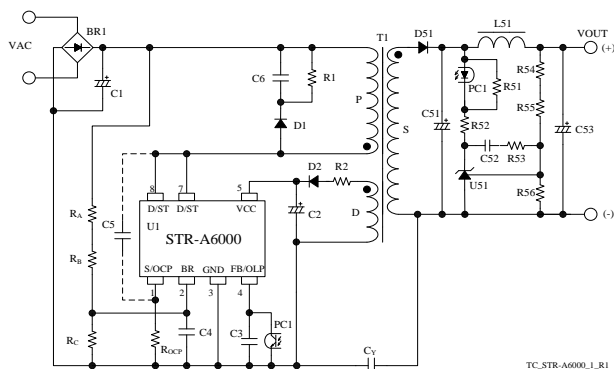 VAC
BR1
C1
C6
R1
D1
T1
P
S
D
D51
L51
VOUT
(+)
PC1
R51
R54
R55
C51
R52
C52
R53
C53
U51
R56
(-)
D2
R2
C2
C5
8
7
5
D/ST
D/ST
VCC
U1
STR-A6000
S/OCP
BR
GND
FB/OLP
1
2
3
4
RA
RB
RC
ROCP
C4
C3
PC1
CY
TC_STR-A6000_1_R1